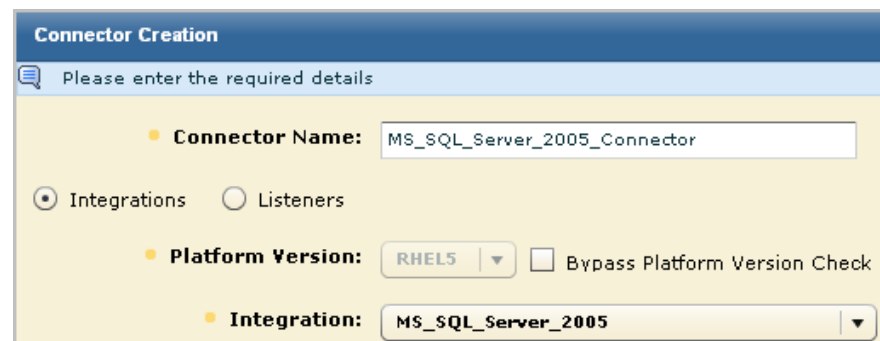 Connector Creation
Please enter the required details
Connector Name: MS_SQL_Server_2005_Connector
Integrations Listeners
Platform Version: RHEL5 Bypass Platform Version Check
Integration: MS_SQL_Server_2005